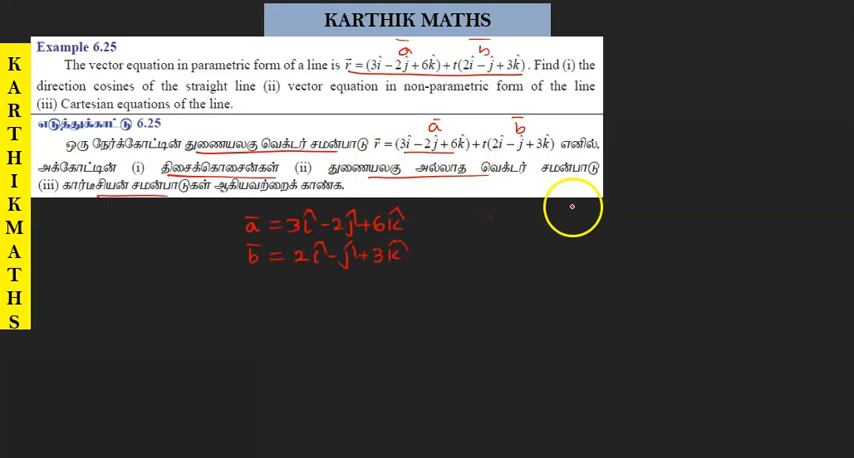 KARTHIK MATHS
KARTHIKMATHS
Example 6.25
a̅ b̅
The vector equation in parametric form of a line is r⃗ = (3î − 2ĵ + 6k̂) + t(2î − ĵ + 3k̂). Find (i) the
direction cosines of the straight line (ii) vector equation in non-parametric form of the line
(iii) Cartesian equations of the line.
எடுத்துக்காட்டு 6.25
a̅ b̅
ஒரு நேர்க்கோட்டின் துணையலகு வெக்டர் சமன்பாடு r⃗ = (3î − 2ĵ + 6k̂) + t(2î − ĵ + 3k̂) எனில்,
அக்கோட்டின் (i) திசைக்கொசைன்கள் (ii) துணையலகு அல்லாத வெக்டர் சமன்பாடு
(iii) கார்டீசியன் சமன்பாடுகள் ஆகியவற்றைக் காண்க.
a̅ = 3î − 2ĵ + 6k̂
b̅ = 2î − ĵ + 3k̂